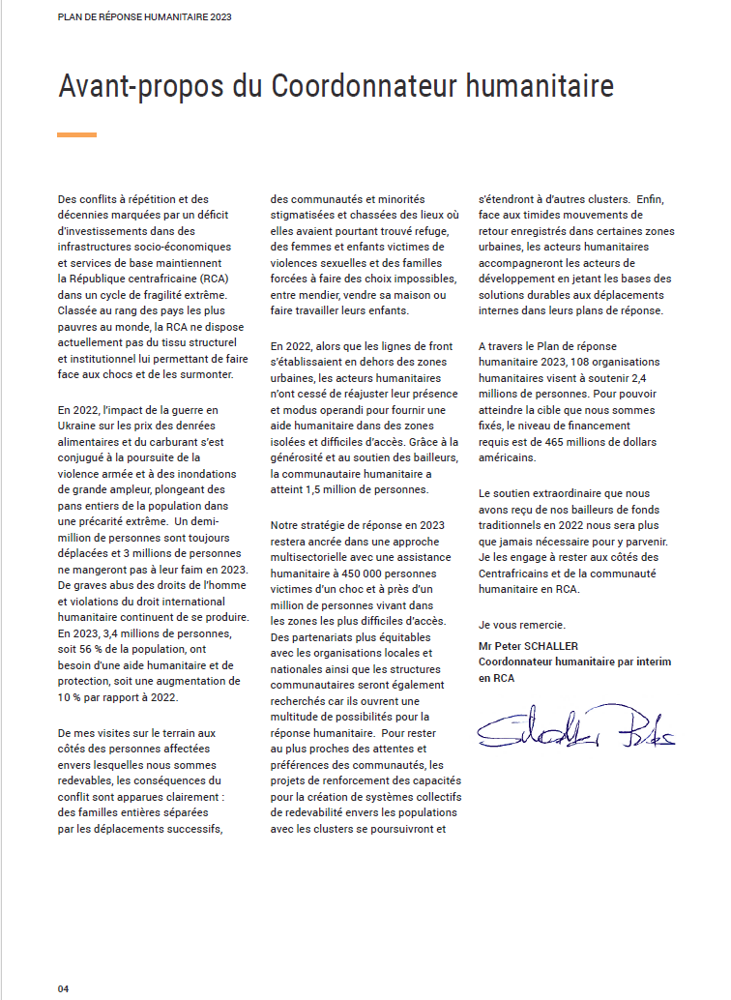 PLAN DE RÉPONSE HUMANITAIRE 2023
Avant-propos du Coordonnateur humanitaire
Des conflits à répétition et des
décennies marquées par un déficit
d'investissements dans des
infrastructures socio-économiques
et services de base maintiennent
la République centrafricaine (RCA)
dans un cycle de fragilité extrême.
Classée au rang des pays les plus
pauvres au monde, la RCA ne dispose
actuellement pas du tissu structurel
et institutionnel lui permettant de faire
face aux chocs et de les surmonter.
En 2022, l'impact de la guerre en
Ukraine sur les prix des denrées
alimentaires et du carburant s'est
conjugué à la poursuite de la
violence armée et à des inondations
de grande ampleur, plongeant des
pans entiers de la population dans
une précarité extrême.  Un demi-
million de personnes sont toujours
déplacées et 3 millions de personnes
ne mangeront pas à leur faim en 2023.
De graves abus des droits de l'homme
et violations du droit international
humanitaire continuent de se produire.
En 2023, 3,4 millions de personnes,
soit 56 % de la population, ont
besoin d'une aide humanitaire et de
protection, soit une augmentation de
10 % par rapport à 2022.
De mes visites sur le terrain aux
côtés des personnes affectées
envers lesquelles nous sommes
redevables, les conséquences du
conflit sont apparues clairement :
des familles entières séparées
par les déplacements successifs,
des communautés et minorités
stigmatisées et chassées des lieux où
elles avaient pourtant trouvé refuge,
des femmes et enfants victimes de
violences sexuelles et des familles
forcées à faire des choix impossibles,
entre mendier, vendre sa maison ou
faire travailler leurs enfants.
En 2022, alors que les lignes de front
s'établissaient en dehors des zones
urbaines, les acteurs humanitaires
n'ont cessé de réajuster leur présence
et modus operandi pour fournir une
aide humanitaire dans des zones
isolées et difficiles d'accès. Grâce à la
générosité et au soutien des bailleurs,
la communautaire humanitaire a
atteint 1,5 million de personnes.
Notre stratégie de réponse en 2023
restera ancrée dans une approche
multisectorielle avec une assistance
humanitaire à 450 000 personnes
victimes d'un choc et à près d'un
million de personnes vivant dans
les zones les plus difficiles d'accès.
Des partenariats plus équitables
avec les organisations locales et
nationales ainsi que les structures
communautaires seront également
recherchés car ils ouvrent une
multitude de possibilités pour la
réponse humanitaire.  Pour rester
au plus proches des attentes et
préférences des communautés, les
projets de renforcement des capacités
pour la création de systèmes collectifs
de redevabilité envers les populations
avec les clusters se poursuivront et
s'étendront à d'autres clusters.  Enfin,
face aux timides mouvements de
retour enregistrés dans certaines zones
urbaines, les acteurs humanitaires
accompagneront les acteurs de
développement en jetant les bases des
solutions durables aux déplacements
internes dans leurs plans de réponse.
A travers le Plan de réponse
humanitaire 2023, 108 organisations
humanitaires visent à soutenir 2,4
millions de personnes. Pour pouvoir
atteindre la cible que nous sommes
fixés, le niveau de financement
requis est de 465 millions de dollars
américains.
Le soutien extraordinaire que nous
avons reçu de nos bailleurs de fonds
traditionnels en 2022 nous sera plus
que jamais nécessaire pour y parvenir.
Je les engage à rester aux côtés des
Centrafricains et de la communauté
humanitaire en RCA.
Je vous remercie.
Mr Peter SCHALLER
Coordonnateur humanitaire par interim
en RCA
04